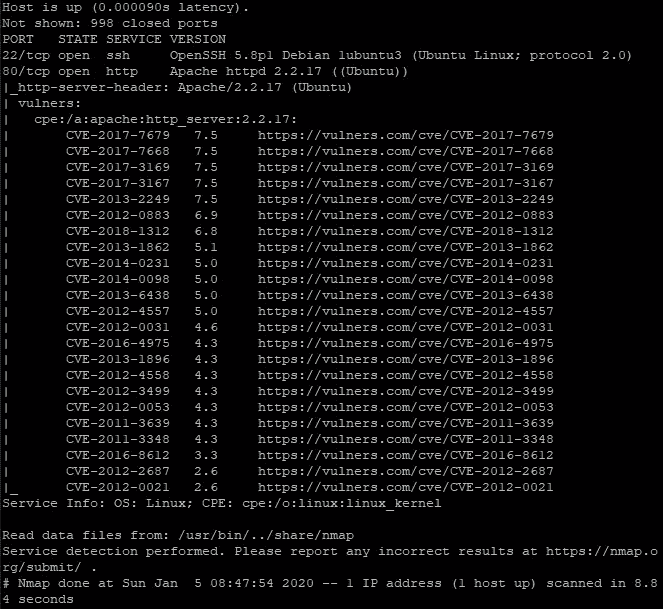 Host is up (0.000090s latency).
Not shown: 998 closed ports
PORT   STATE SERVICE VERSION
22/tcp open  ssh     OpenSSH 5.8p1 Debian 1ubuntu3 (Ubuntu Linux; protocol 2.0)
80/tcp open  http    Apache httpd 2.2.17 ((Ubuntu))
|_http-server-header: Apache/2.2.17 (Ubuntu)
| vulners:
|   cpe:/a:apache:http_server:2.2.17:
|       CVE-2017-7679   7.5     https://vulners.com/cve/CVE-2017-7679
|       CVE-2017-7668   7.5     https://vulners.com/cve/CVE-2017-7668
|       CVE-2017-3169   7.5     https://vulners.com/cve/CVE-2017-3169
|       CVE-2017-3167   7.5     https://vulners.com/cve/CVE-2017-3167
|       CVE-2013-2249   7.5     https://vulners.com/cve/CVE-2013-2249
|       CVE-2012-0883   6.9     https://vulners.com/cve/CVE-2012-0883
|       CVE-2018-1312   6.8     https://vulners.com/cve/CVE-2018-1312
|       CVE-2013-1862   5.1     https://vulners.com/cve/CVE-2013-1862
|       CVE-2014-0231   5.0     https://vulners.com/cve/CVE-2014-0231
|       CVE-2014-0098   5.0     https://vulners.com/cve/CVE-2014-0098
|       CVE-2013-6438   5.0     https://vulners.com/cve/CVE-2013-6438
|       CVE-2012-4557   5.0     https://vulners.com/cve/CVE-2012-4557
|       CVE-2012-0031   4.6     https://vulners.com/cve/CVE-2012-0031
|       CVE-2016-4975   4.3     https://vulners.com/cve/CVE-2016-4975
|       CVE-2013-1896   4.3     https://vulners.com/cve/CVE-2013-1896
|       CVE-2012-4558   4.3     https://vulners.com/cve/CVE-2012-4558
|       CVE-2012-3499   4.3     https://vulners.com/cve/CVE-2012-3499
|       CVE-2012-0053   4.3     https://vulners.com/cve/CVE-2012-0053
|       CVE-2011-3639   4.3     https://vulners.com/cve/CVE-2011-3639
|       CVE-2011-3348   4.3     https://vulners.com/cve/CVE-2011-3348
|       CVE-2016-8612   3.3     https://vulners.com/cve/CVE-2016-8612
|       CVE-2012-2687   2.6     https://vulners.com/cve/CVE-2012-2687
|_      CVE-2012-0021   2.6     https://vulners.com/cve/CVE-2012-0021
Service Info: OS: Linux; CPE: cpe:/o:linux:linux_kernel

Read data files from: /usr/bin/../share/nmap
Service detection performed. Please report any incorrect results at https://nmap.o
rg/submit/ .
# Nmap done at Sun Jan  5 08:47:54 2020 -- 1 IP address (1 host up) scanned in 8.8
4 seconds